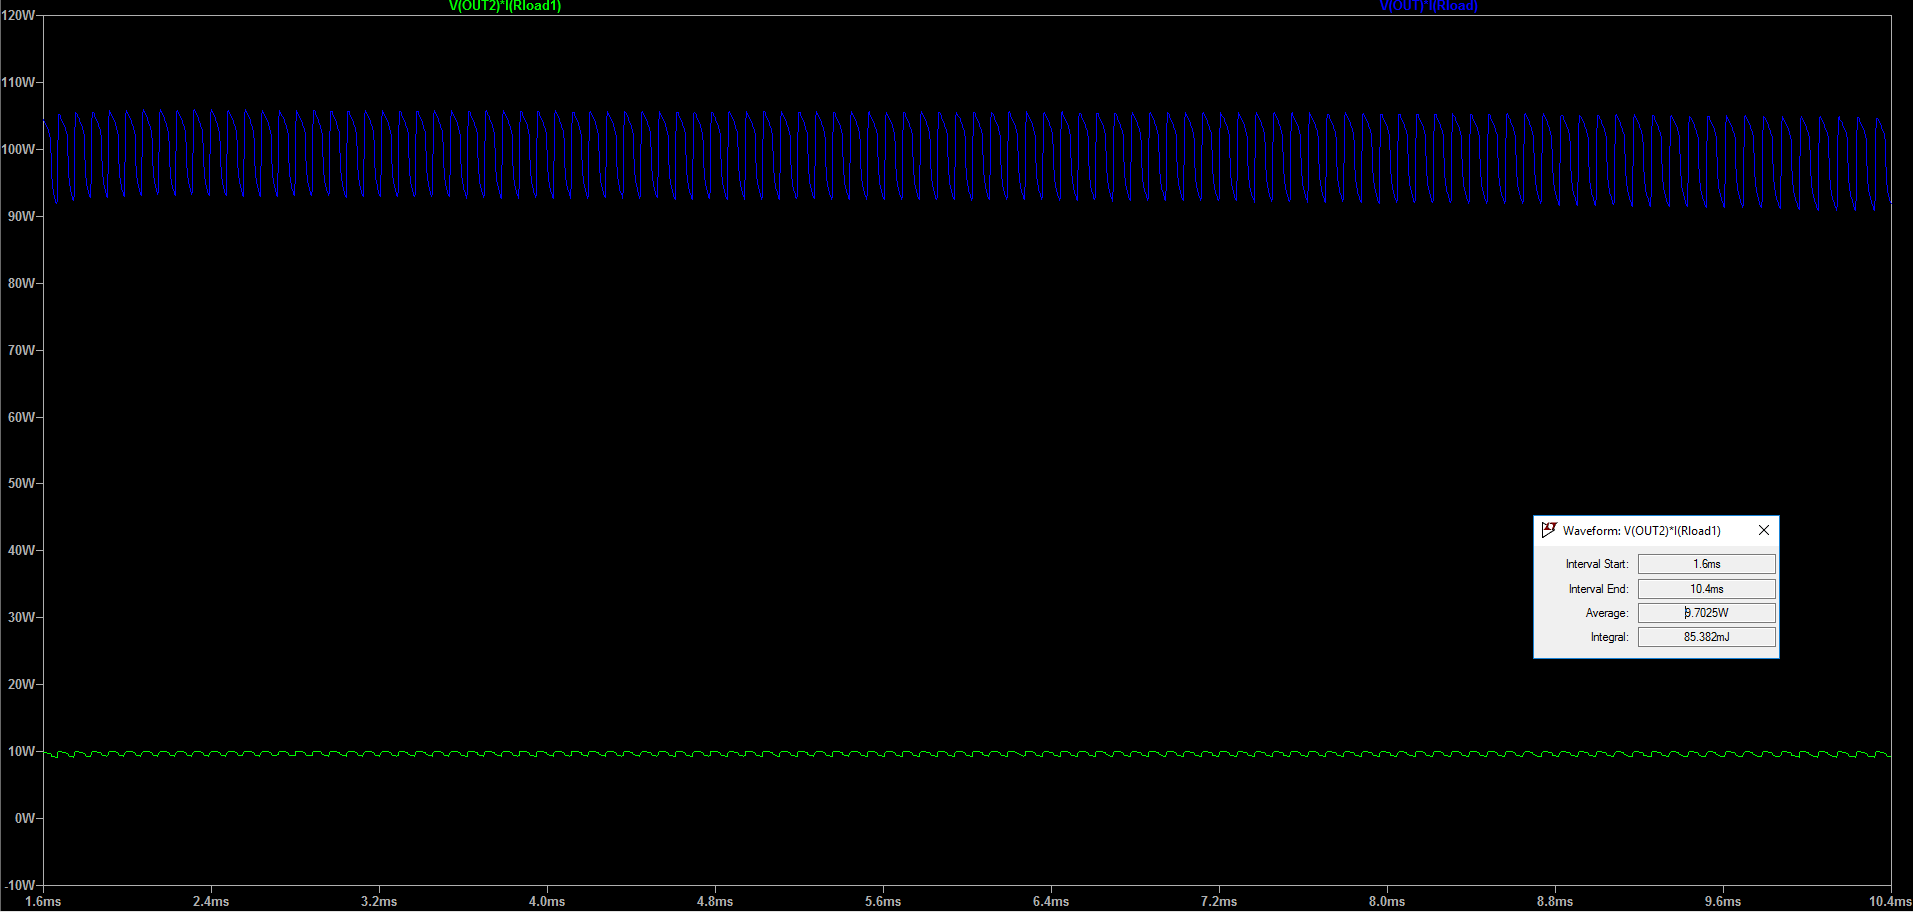 V(OUT2)*I(Rload1) V(OUT)*I(Rload)
120W
110W
100W
90W
80W
70W
60W
50W
40W
30W
20W
10W
0W
-10W
1.6ms 2.4ms 3.2ms 4.0ms 4.8ms 5.6ms 6.4ms 7.2ms 8.0ms 8.8ms 9.6ms 10.4ms
Waveform: V(OUT2)*I(Rload1)
Interval Start: 1.6ms
Interval End: 10.4ms
Average: 9.7025W
Integral: 85.382mJ